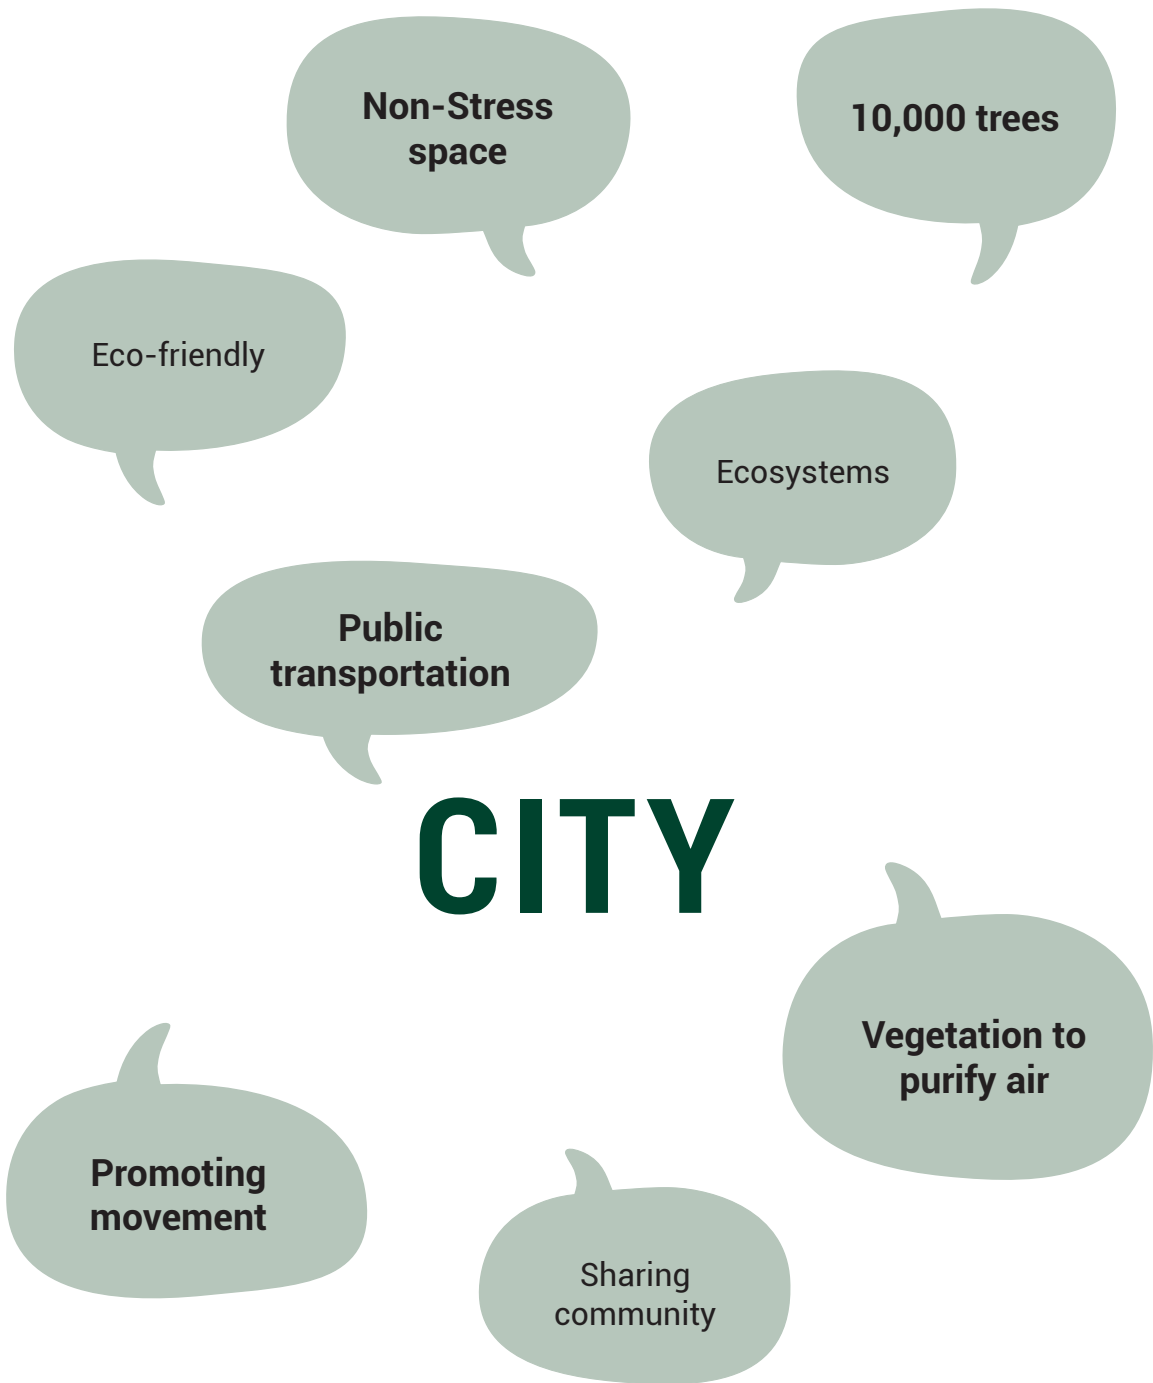 Non-Stress
space
10,000 trees
Eco-friendly
Ecosystems
Public
transportation
CITY
Vegetation to
purify air
Promoting
movement
Sharing
community